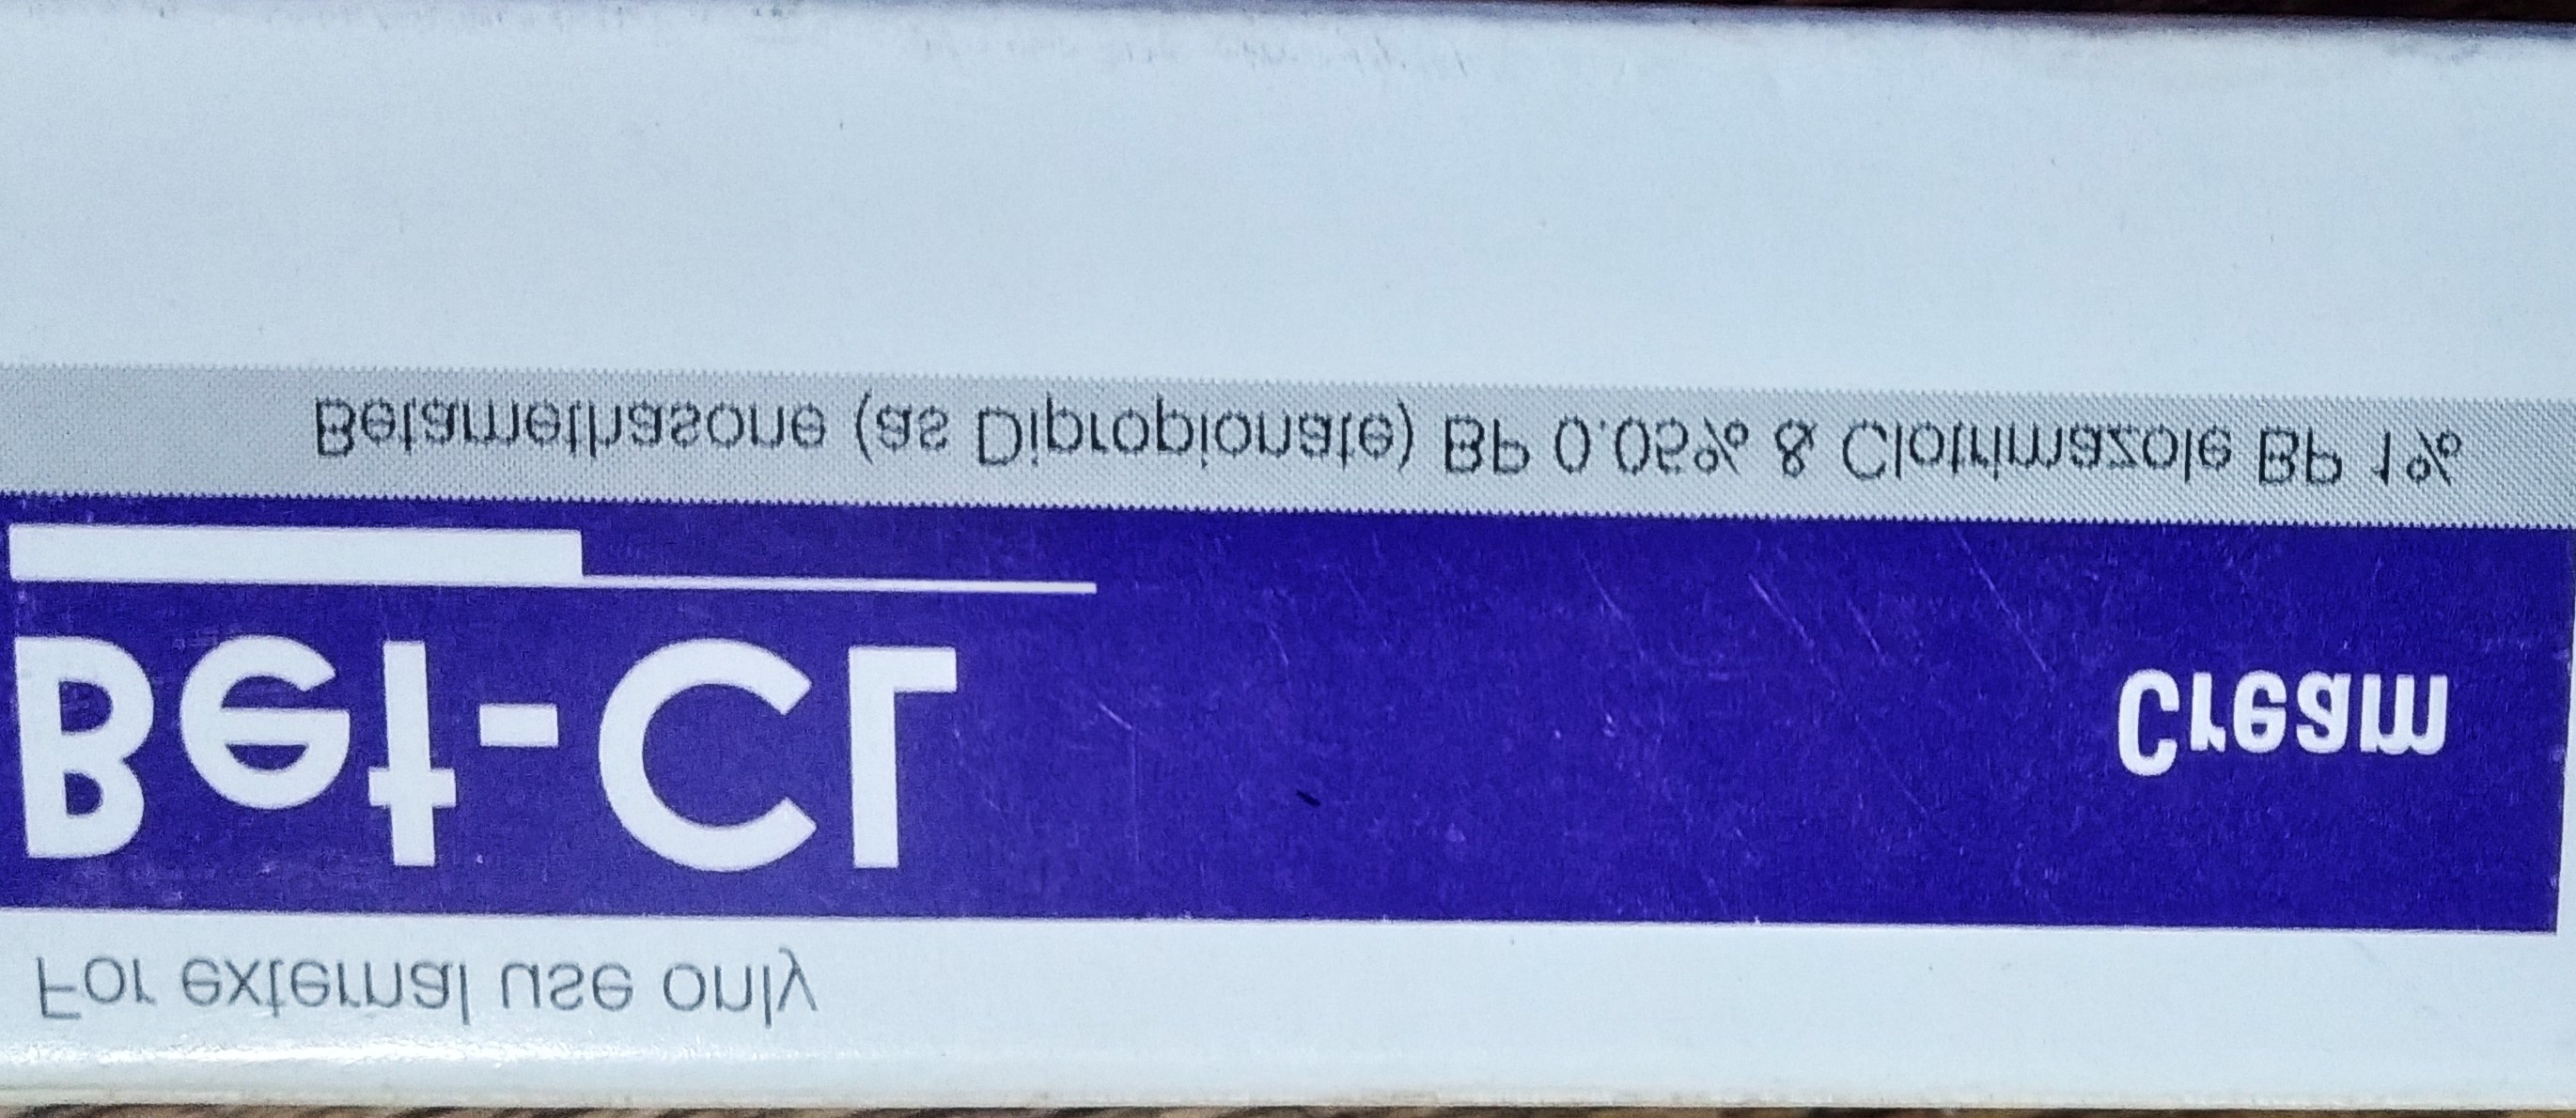 For external use only
Bet-CL
Cream
Betamethasone (as Dipropionate) BP 0.05% & Clotrimazole BP 1%